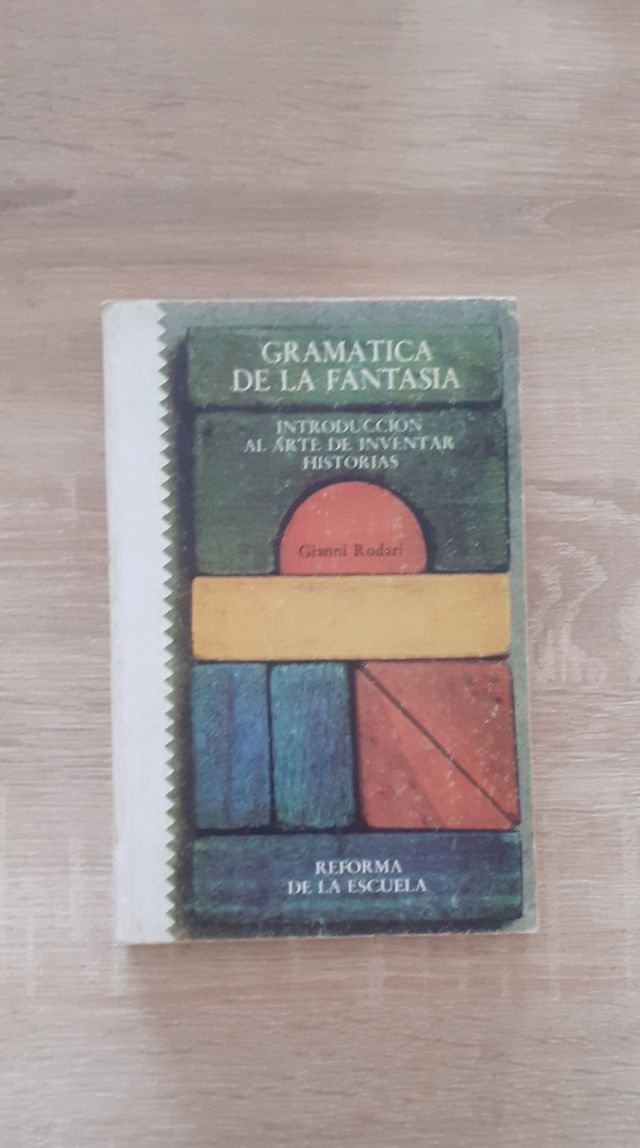 GRAMATICA
DE LA FANTASIA
INTRODUCCION
AL ARTE DE INVENTAR
HISTORIAS
Gianni Rodari
REFORMA
DE LA ESCUELA